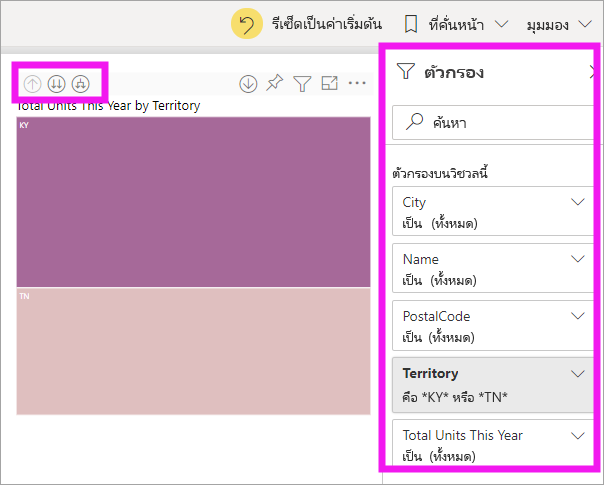 รีเซ็ตเป็นค่าเริ่มต้น ที่คั่นหน้า มุมมอง
ตัวกรอง
Total Units This Year by Territory
KY
TN
ค้นหา
ตัวกรองบนวิชวลนี้
City
เป็น (ทั้งหมด)
Name
เป็น (ทั้งหมด)
PostalCode
เป็น (ทั้งหมด)
Territory
คือ *KY* หรือ *TN*
Total Units This Year
เป็น (ทั้งหมด)